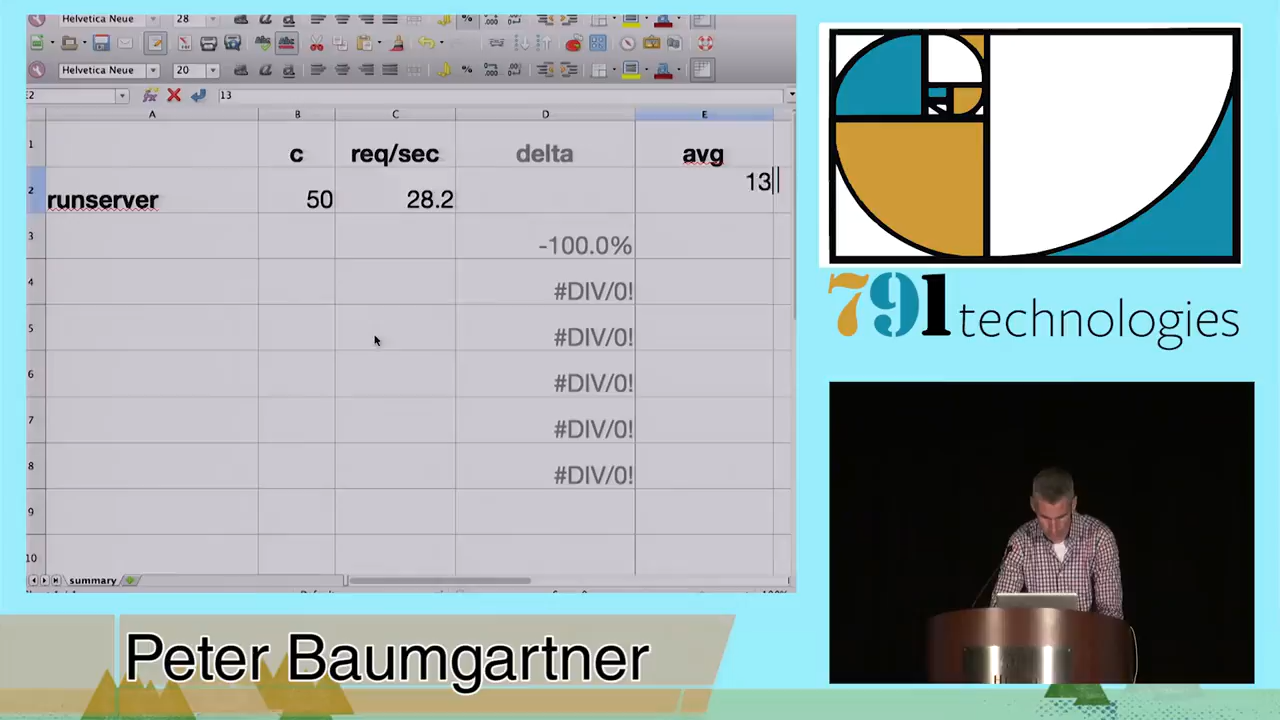 Helvetica Neue 28
Helvetica Neue 20
E2 13
A B C D E
1 c req/sec delta avg
2 runserver 50 28.2 13
3 -100.0%
4 #DIV/0!
5 #DIV/0!
6 #DIV/0!
7 #DIV/0!
8 #DIV/0!
9
10
summary
791 technologies
Peter Baumgartner